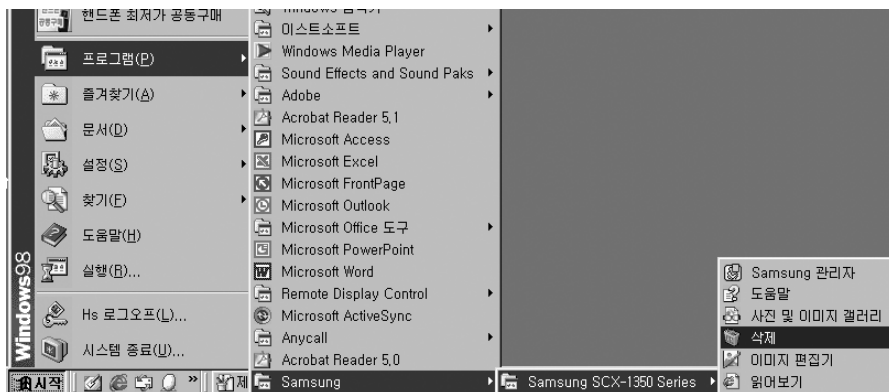 핸드폰 최저가 공동구매
프로그램(P)
즐겨찾기(A)
문서(D)
설정(S)
찾기(F)
도움말(H)
실행(R)...
Hs 로그오프(L)...
시스템 종료(U)...
Windows98
시작
»
이스트소프트
Windows Media Player
Sound Effects and Sound Paks
Adobe
Acrobat Reader 5,1
Microsoft Access
Microsoft Excel
Microsoft FrontPage
Microsoft Outlook
Microsoft Office 도구
Microsoft PowerPoint
Microsoft Word
Remote Display Control
Microsoft ActiveSync
Anycall
Acrobat Reader 5,0
Samsung
Samsung SCX-1350 Series
Samsung 관리자
도움말
사진 및 이미지 갤러리
삭제
이미지 편집기
읽어보기